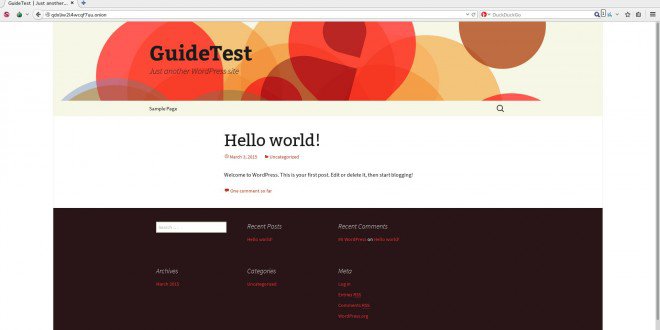 GuideTest | Just another...
DuckDuckGo
GuideTest
Just another WordPress site
Sample Page
Hello world!
March 2, 2015 Uncategorized
Welcome to WordPress. This is your first post. Edit or delete it, then start blogging!
One comment so far
Search ...
Recent Posts
Hello world!
Recent Comments
Mr WordPress on Hello world!
Archives
March 2015
Categories
Uncategorized
Meta
Log in
Entries RSS
Comments RSS
WordPress.org